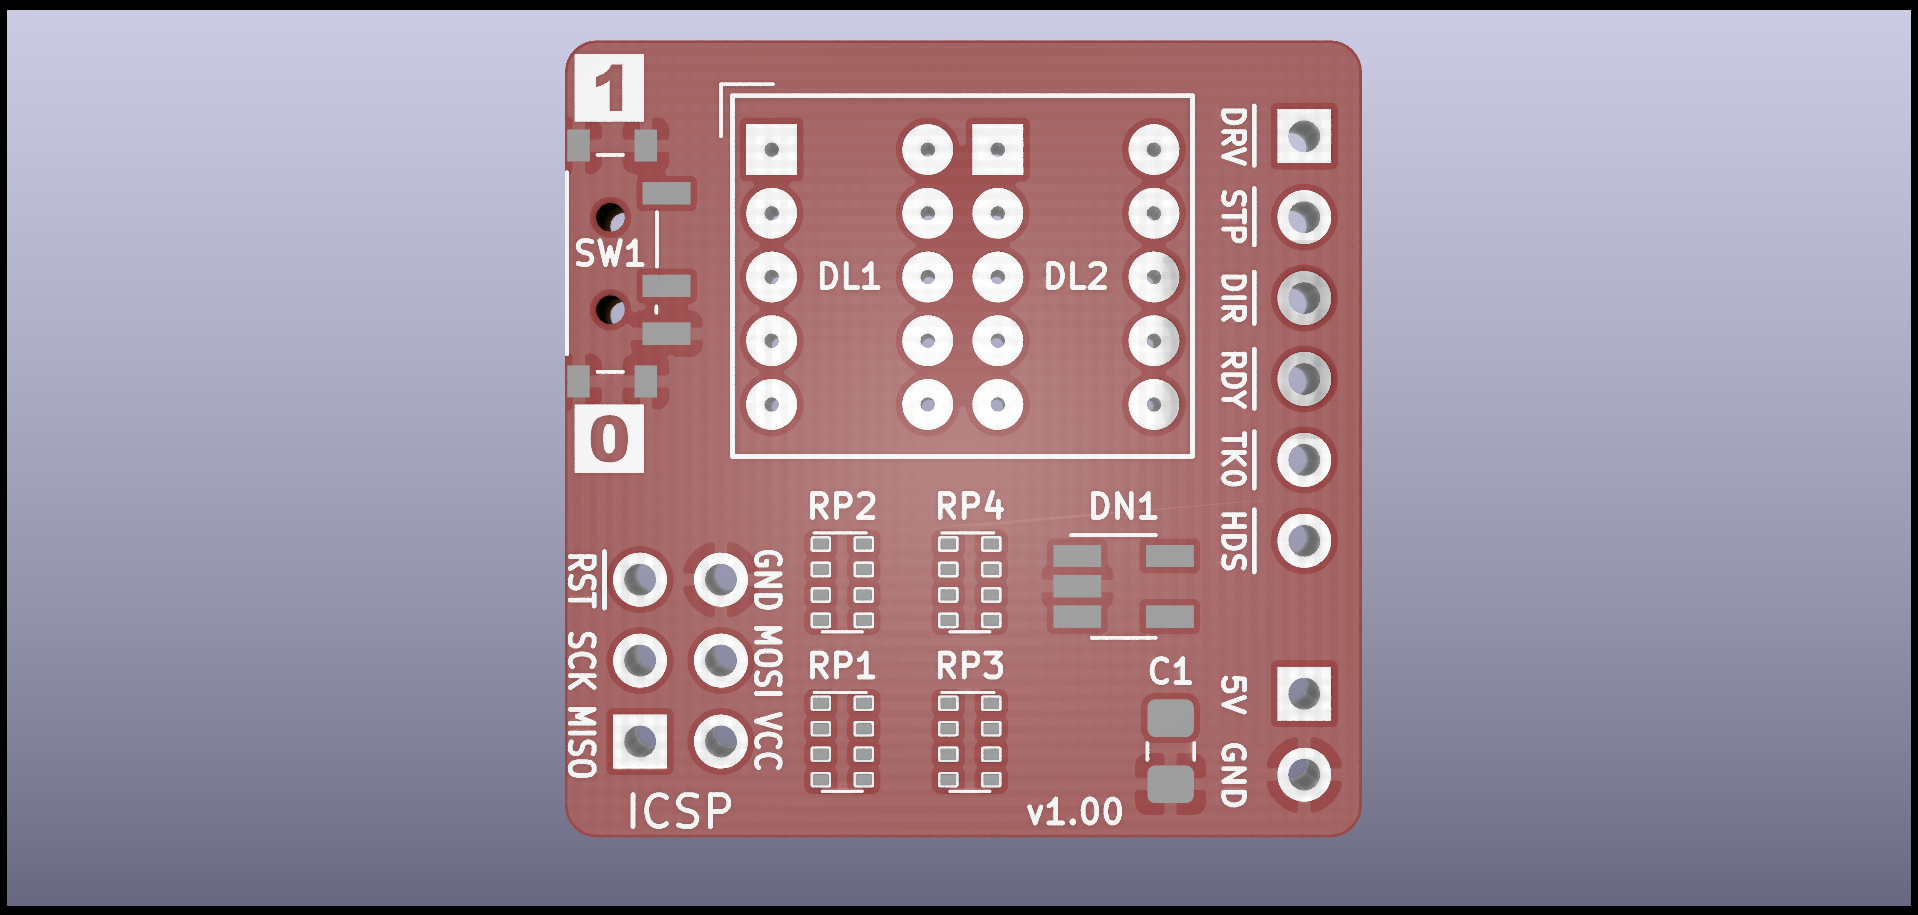 1
SW1
0
DL1
DL2
DRV
STP
DIR
RDY
TKO
HDS
RP2
RP4
DN1
RP1
RP3
C1
5V
GND
RST
GND
SCK
MOSI
MISO
VCC
ICSP
v1.00